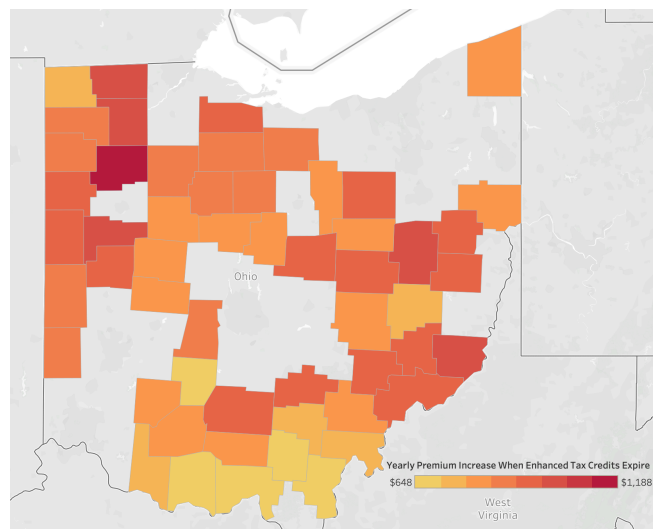 Ohio
Yearly Premium Increase When Enhanced Tax Credits Expire
$648 $1,188
West
Virginia